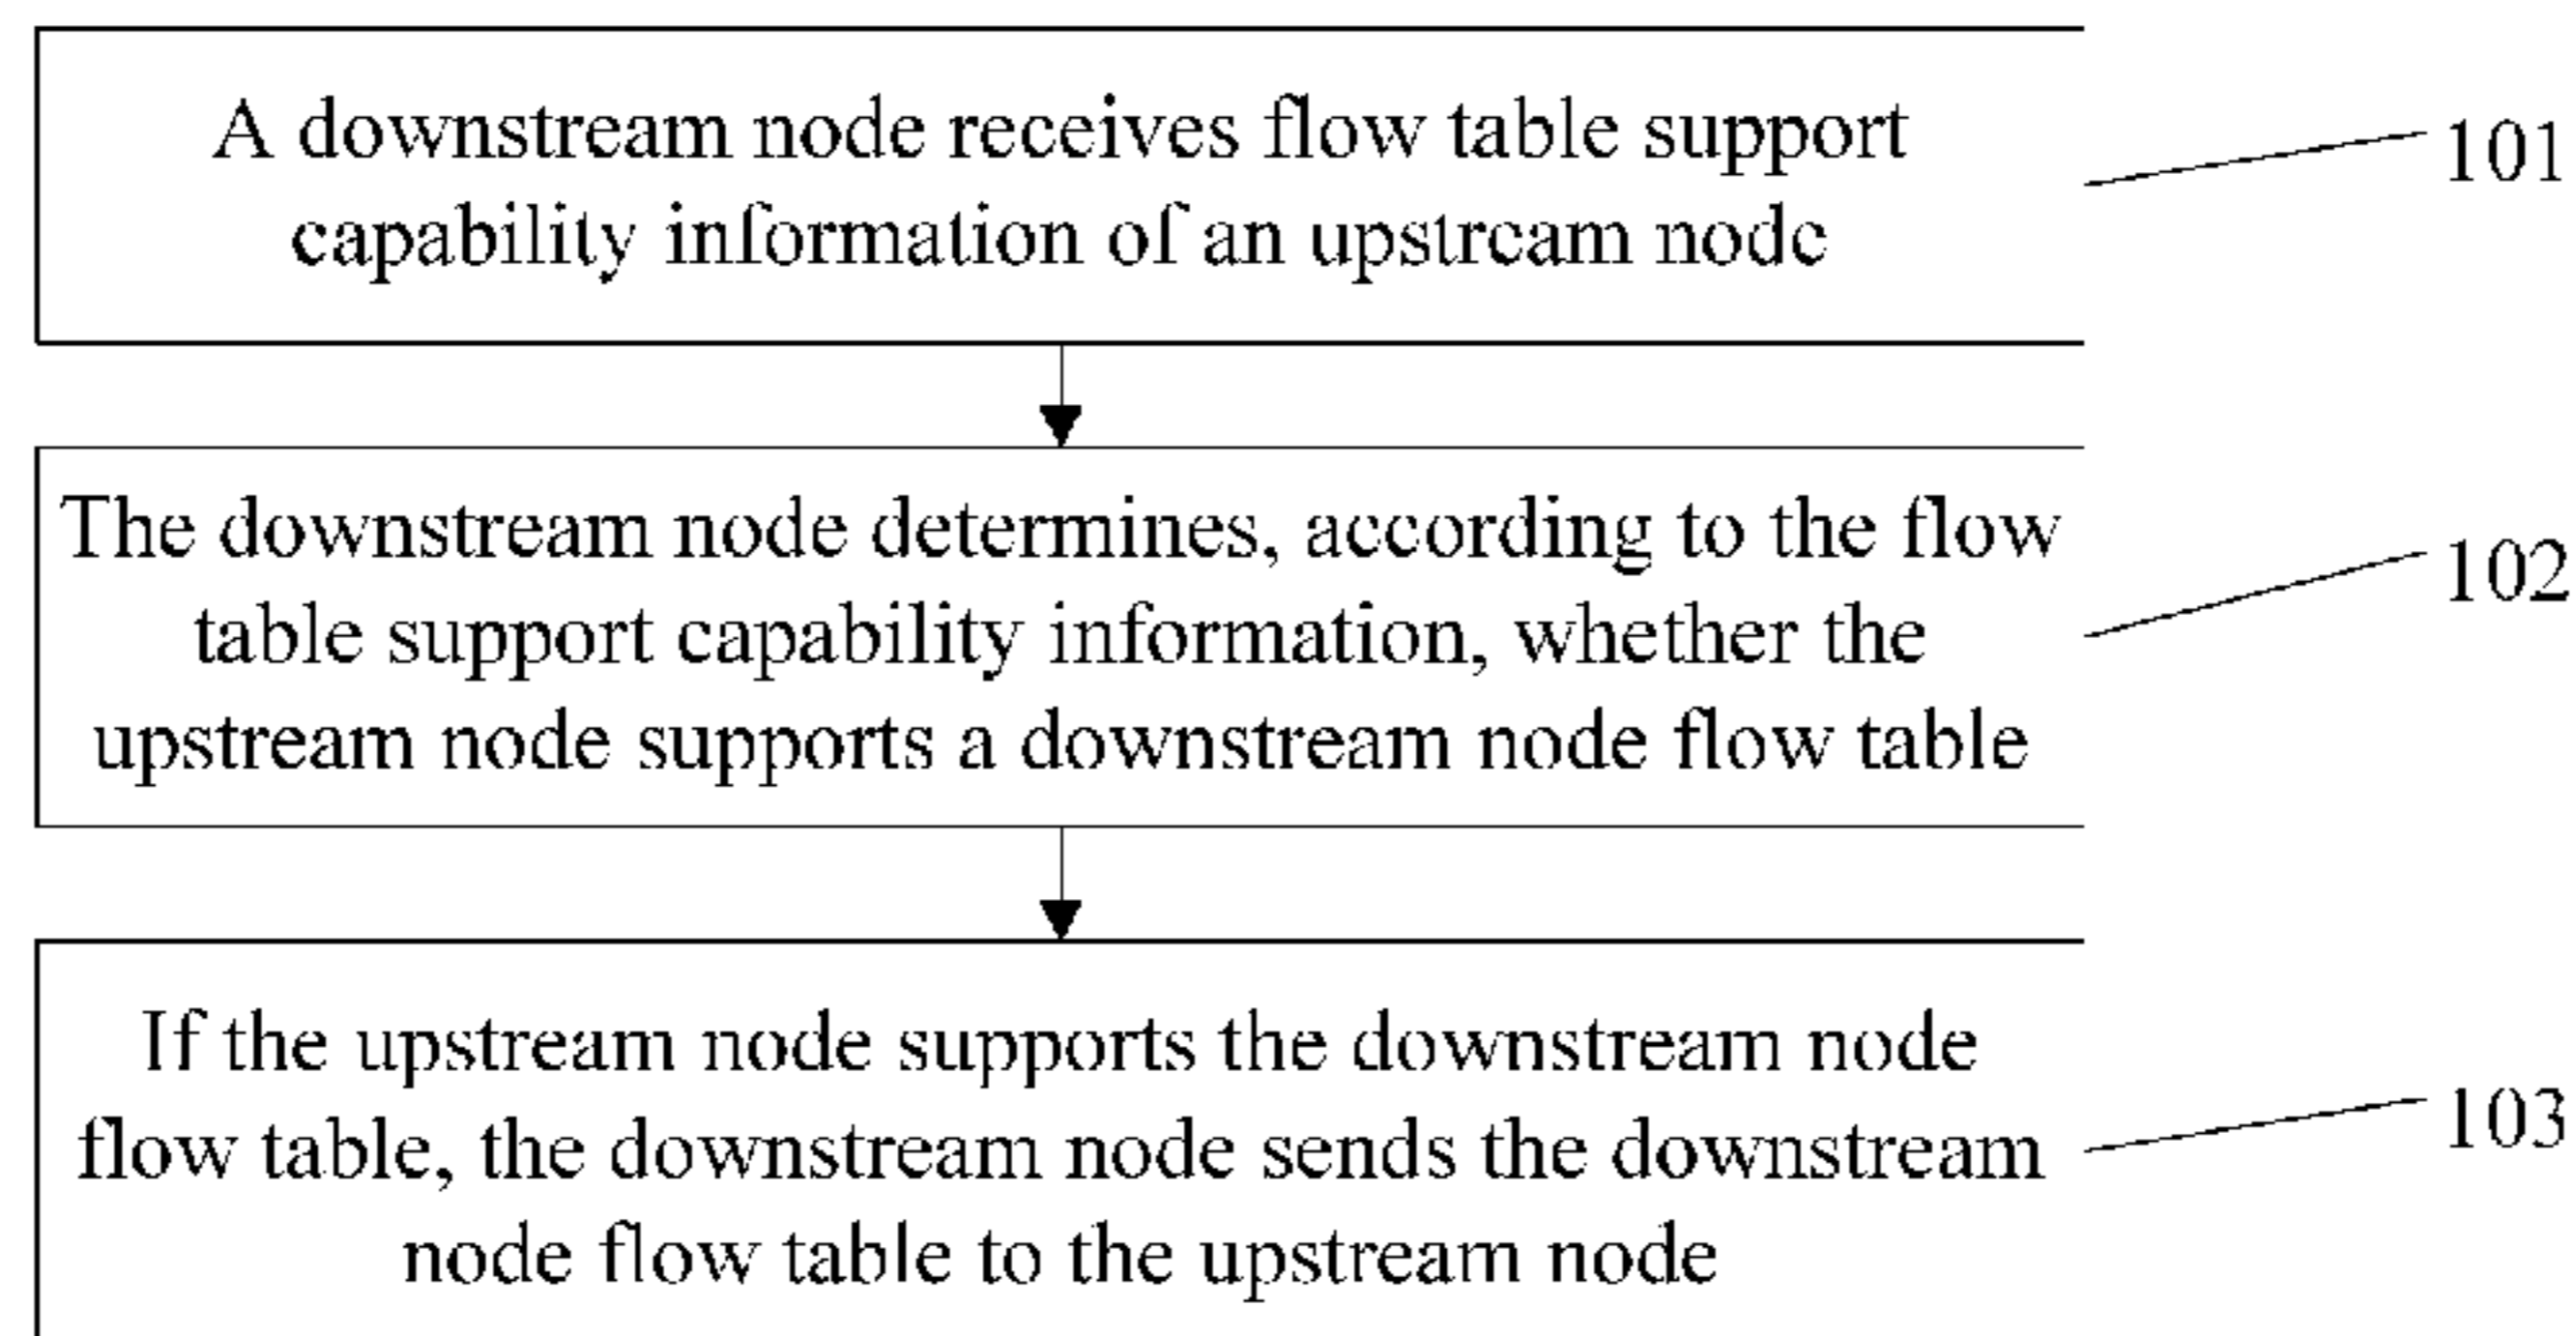 A downstream node receives flow table support
capability information of an upstream node
101
The downstream node determines, according to the flow
table support capability information, whether the
upstream node supports a downstream node flow table
102
If the upstream node supports the downstream node
flow table, the downstream node sends the downstream
node flow table to the upstream node
103